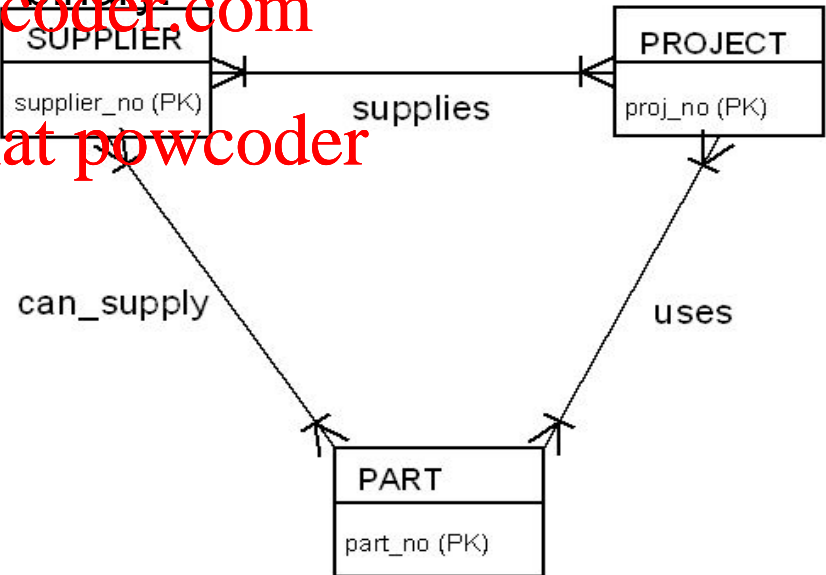 coder.com
SUPPLIER
supplier_no (PK)
supplies
PROJECT
proj_no (PK)
at powcoder
can_supply
uses
PART
part_no (PK)